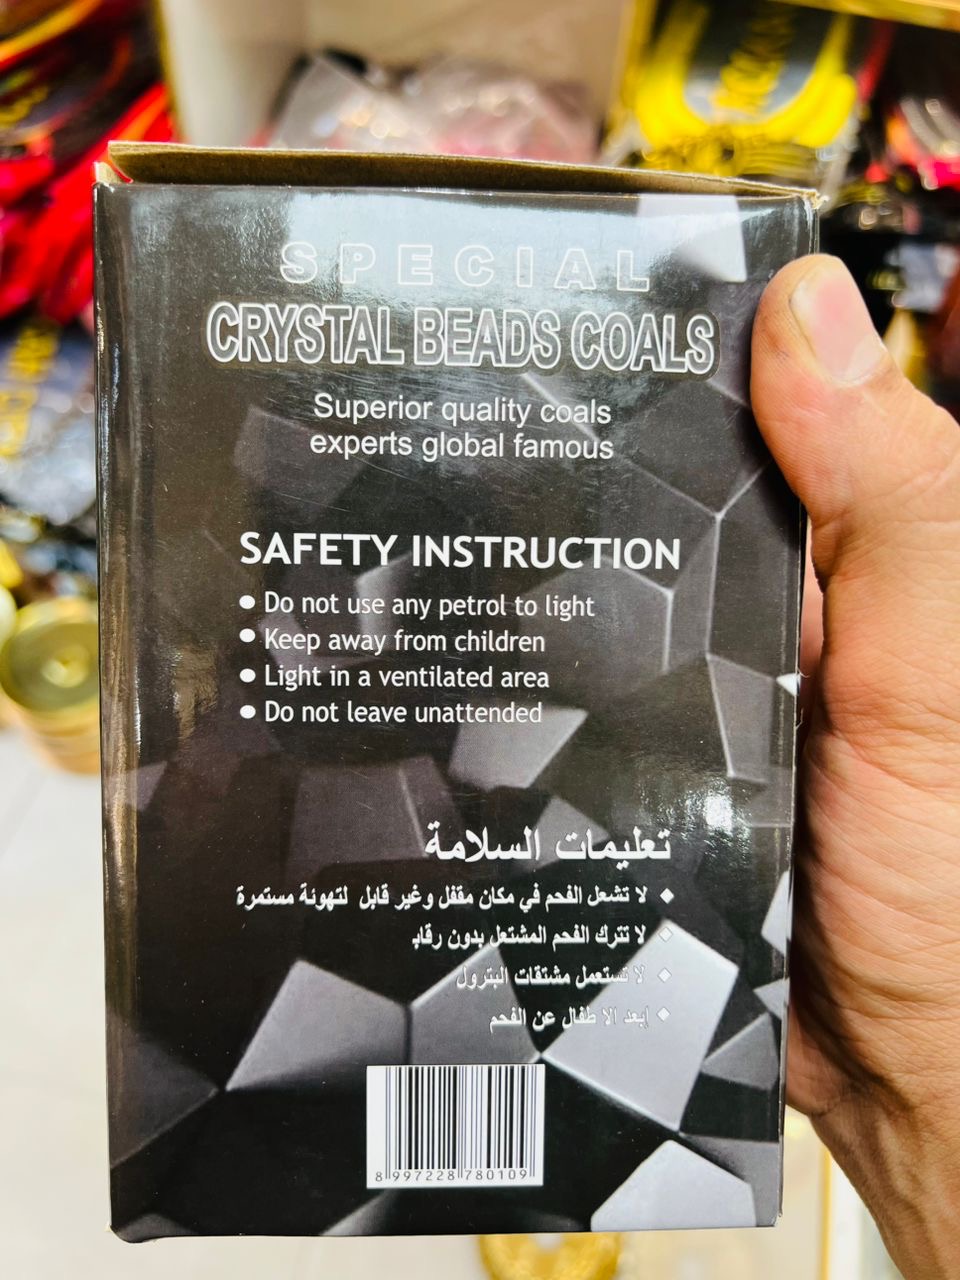 SPECIAL
CRYSTAL BEADS COALS
Superior quality coals
experts global famous
SAFETY INSTRUCTION
● Do not use any petrol to light
● Keep away from children
● Light in a ventilated area
● Do not leave unattended
تعليمات السلامة
◆ لا تشعل الفحم في مكان مقفل وغير قابل لتهوئة مستمرة
◆ لا تترك الفحم المشتعل بدون رقاب
◆ لا تستعمل مشتقات البترول
◆ إبعد الا طفال عن الفحم
8 997228 780109